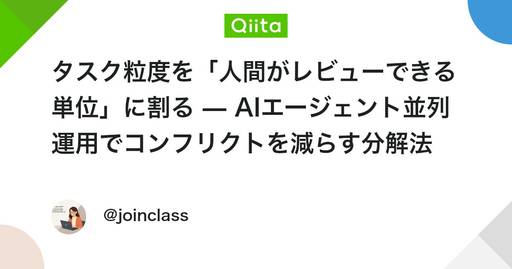 Qiita
タスク粒度を「人間がレビューできる
単位」に割る — AIエージェント並列
運用でコンフリクトを減らす分解法
@joinclass